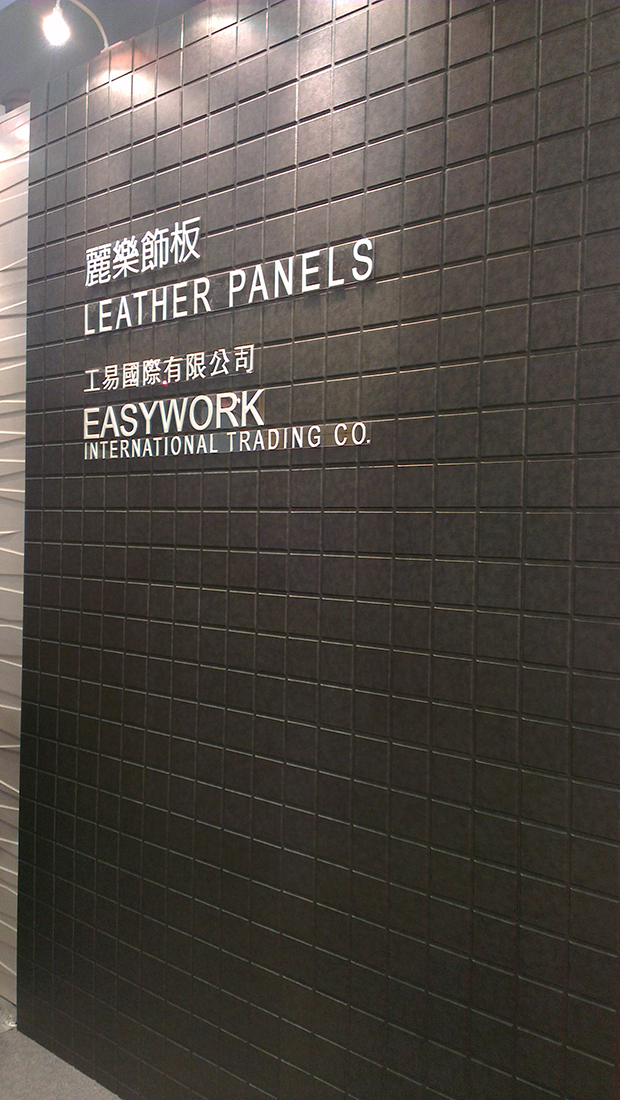 麗樂飾板
LEATHER PANELS
工易國際有限公司
EASYWORK
INTERNATIONAL TRADING CO.